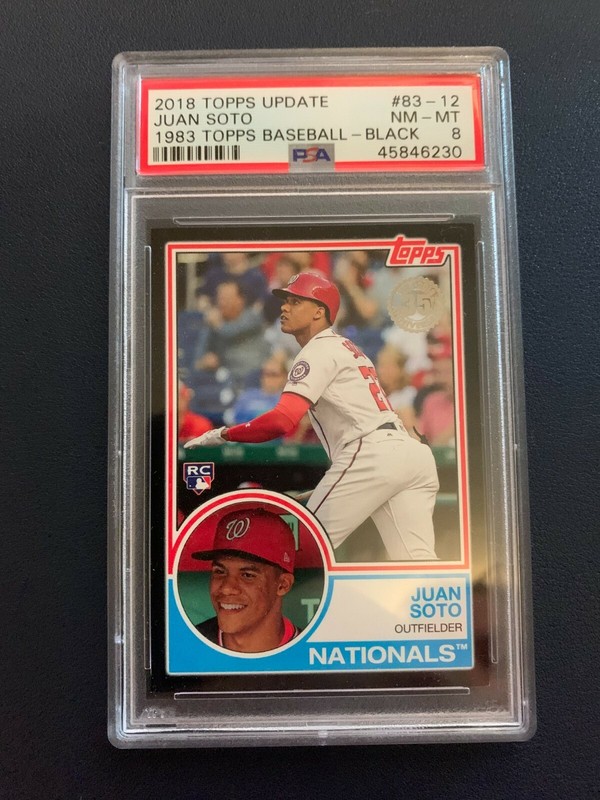 2018 TOPPS UPDATE #83-12
JUAN SOTO NM-MT
1983 TOPPS BASEBALL-BLACK 8
PSA 45846230
topps
RC
W
JUAN
SOTO
OUTFIELDER
NATIONALS™